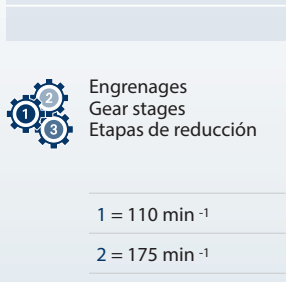 1
2
3
Engrenages
Gear stages
Etapas de reducción
1 = 110 min -1
2 = 175 min -1